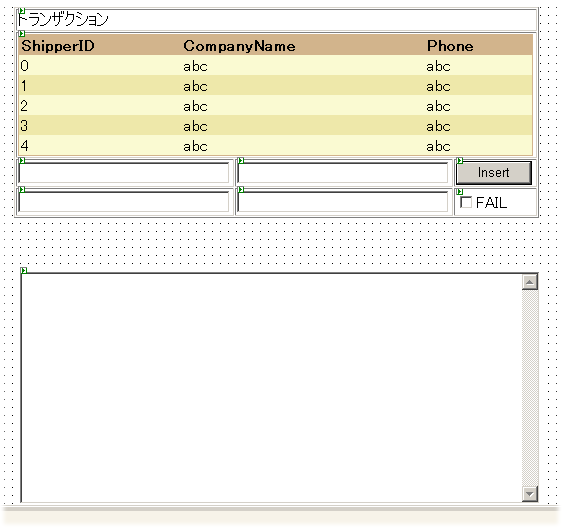 トランザクション
ShipperID CompanyName Phone
0 abc abc
1 abc abc
2 abc abc
3 abc abc
4 abc abc
Insert
FAIL